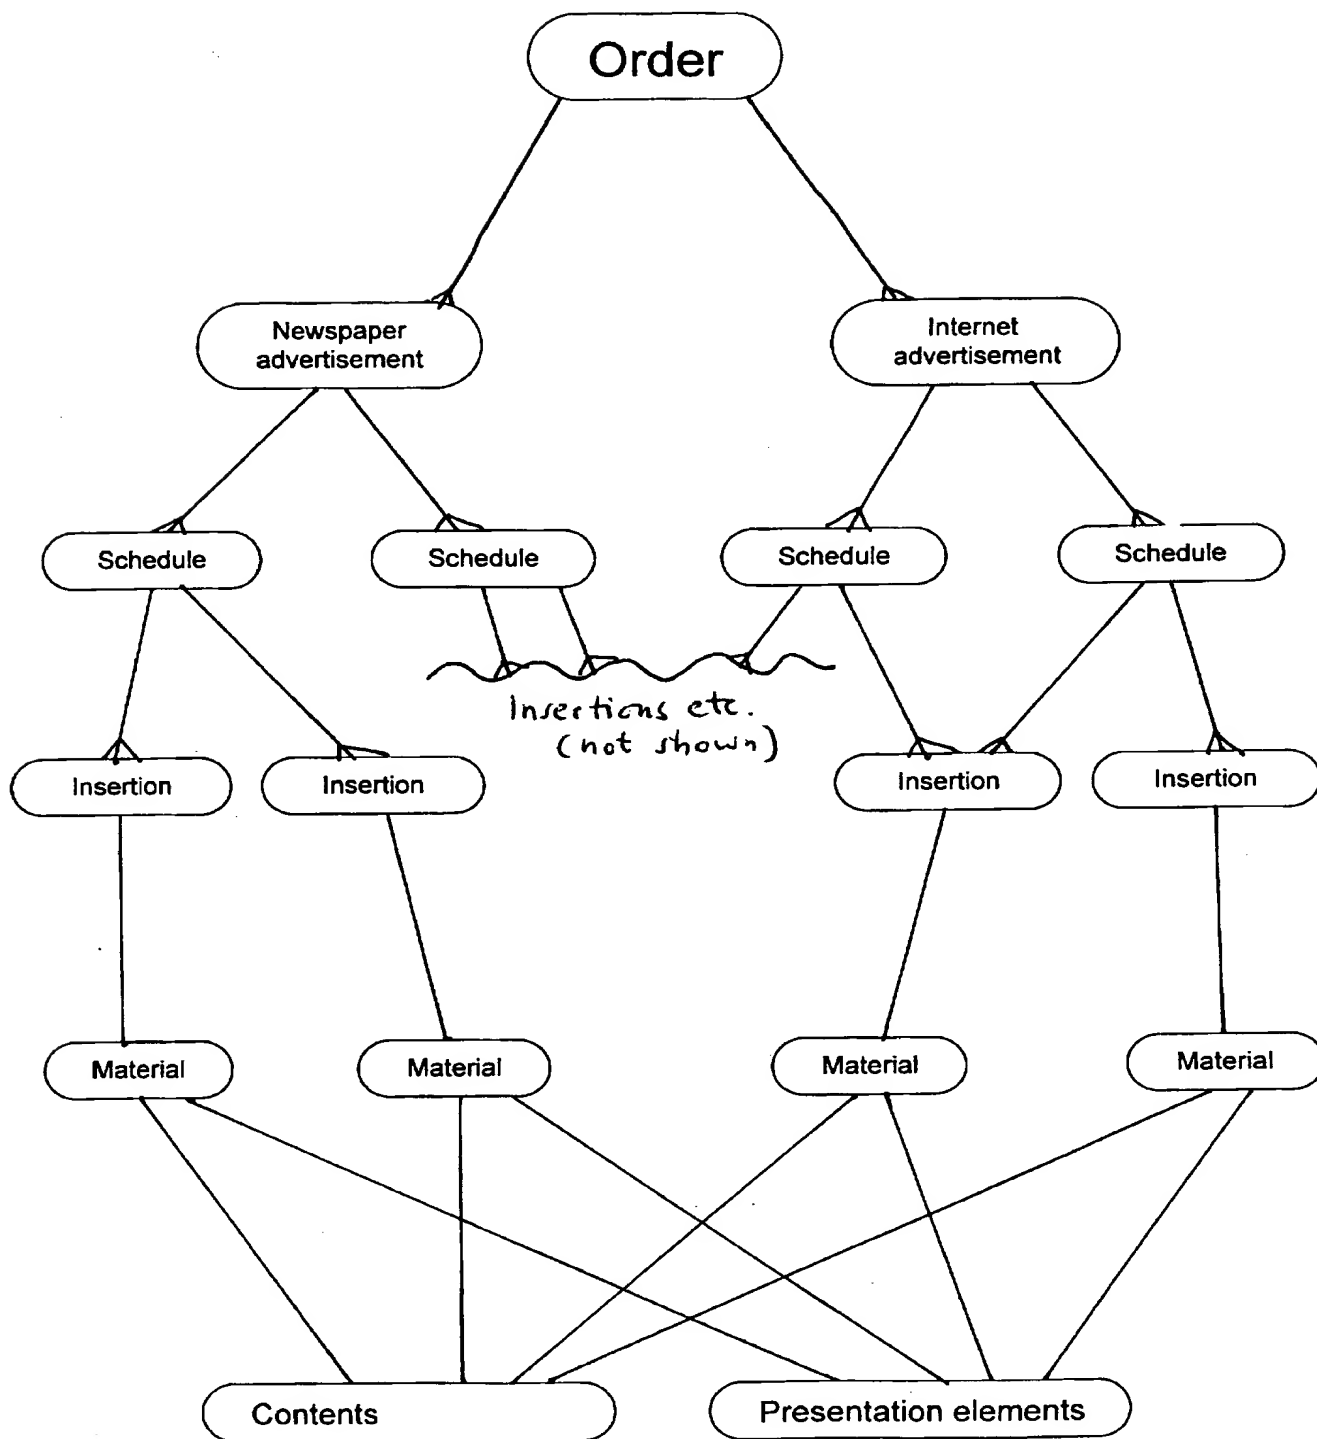 Order
Newspaper
advertisement
Internet
advertisement
Schedule
Schedule
Schedule
Schedule
Insertions etc.
(not shown)
Insertion
Insertion
Insertion
Insertion
Material
Material
Material
Material
Contents
Presentation elements